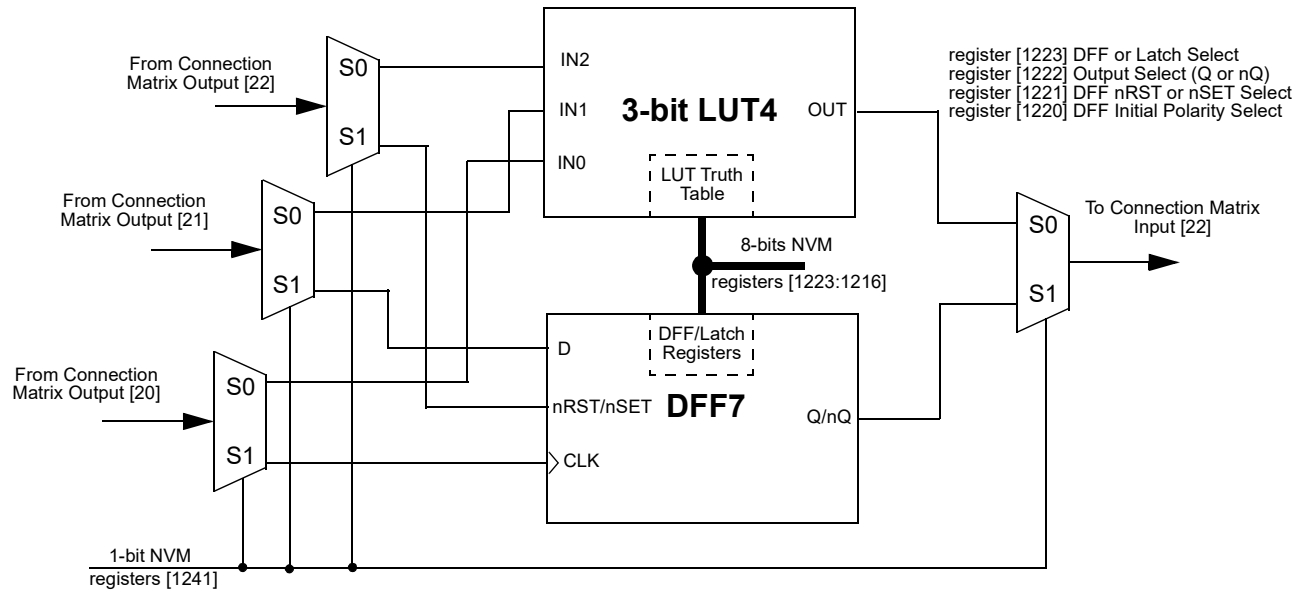 From Connection
Matrix Output [22]
S0
S1
From Connection
Matrix Output [21]
S0
S1
From Connection
Matrix Output [20]
S0
S1
1-bit NVM
registers [1241]
IN2
IN1
IN0
3-bit LUT4
OUT
LUT Truth
Table
8-bits NVM
registers [1223:1216]
DFF/Latch
Registers
D
nRST/nSET
CLK
DFF7
Q/nQ
register [1223] DFF or Latch Select
register [1222] Output Select (Q or nQ)
register [1221] DFF nRST or nSET Select
register [1220] DFF Initial Polarity Select
S0
S1
To Connection Matrix
Input [22]